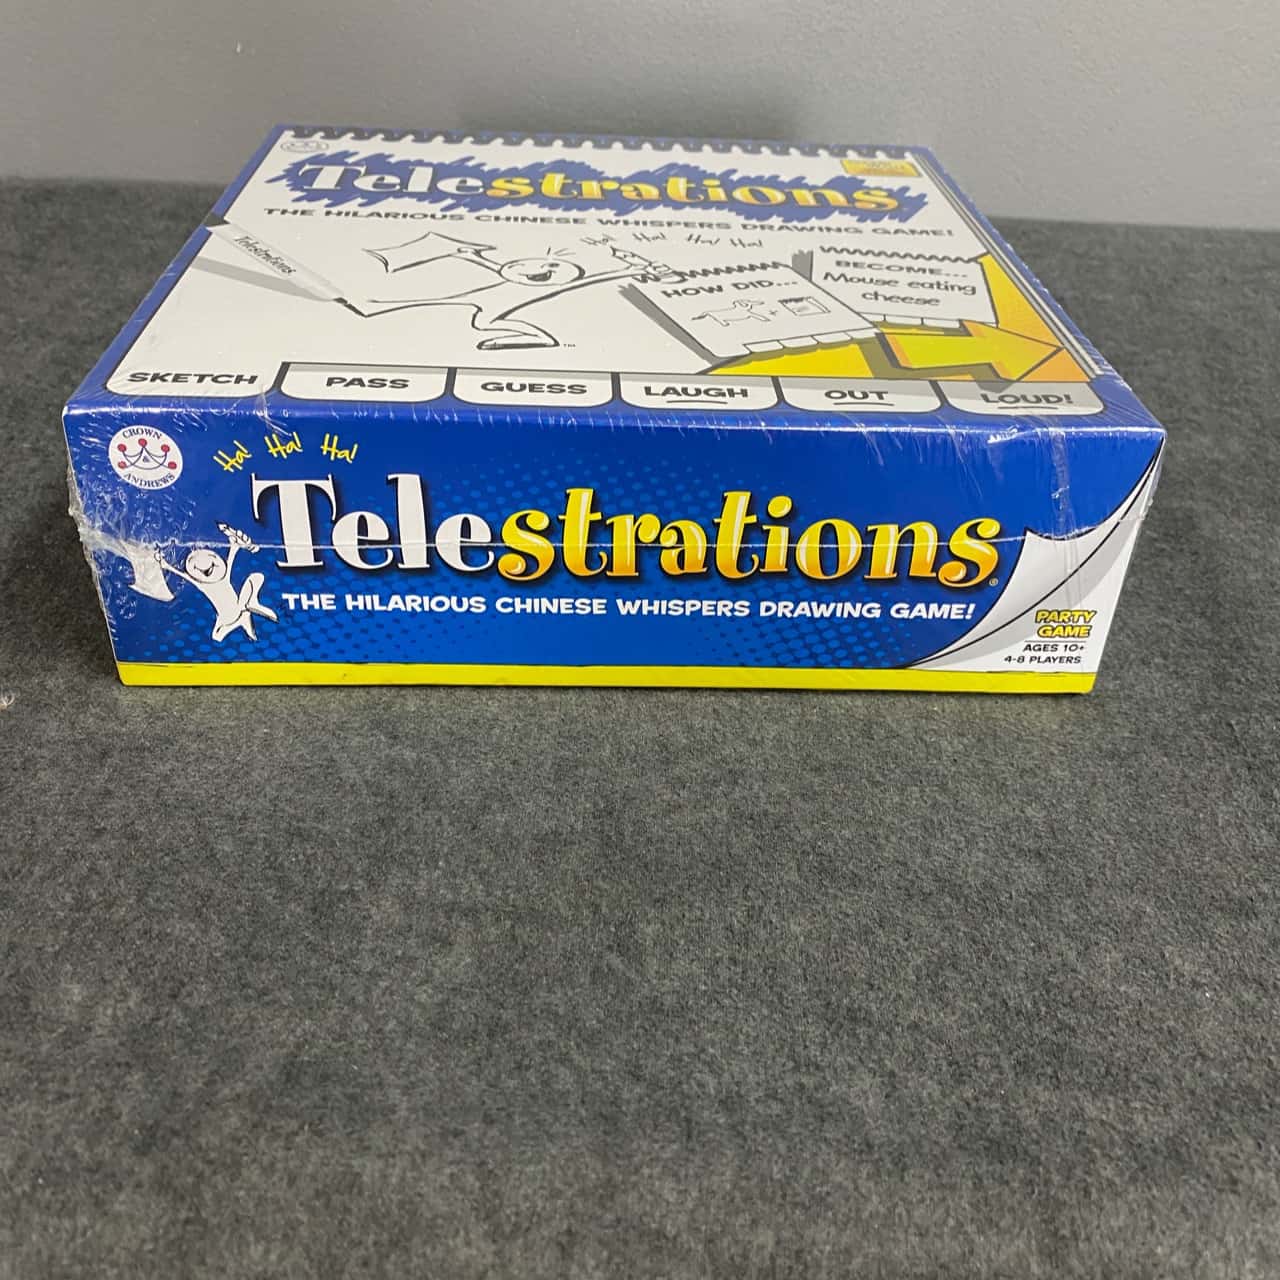 Telestrations
THE HILARIOUS CHINESE WHISPERS DRAWING GAME!
Ha! Ha! Ha! Ha!
Telestrations
HOW DID...
+
BECOME...
Mouse eating
cheese
TM
SKETCH PASS GUESS LAUGH OUT LOUD!
CROWN
&
ANDREWS
Ha! Ha! Ha!
Telestrations®
THE HILARIOUS CHINESE WHISPERS DRAWING GAME!
PARTY
GAME
AGES 10+
4-8 PLAYERS